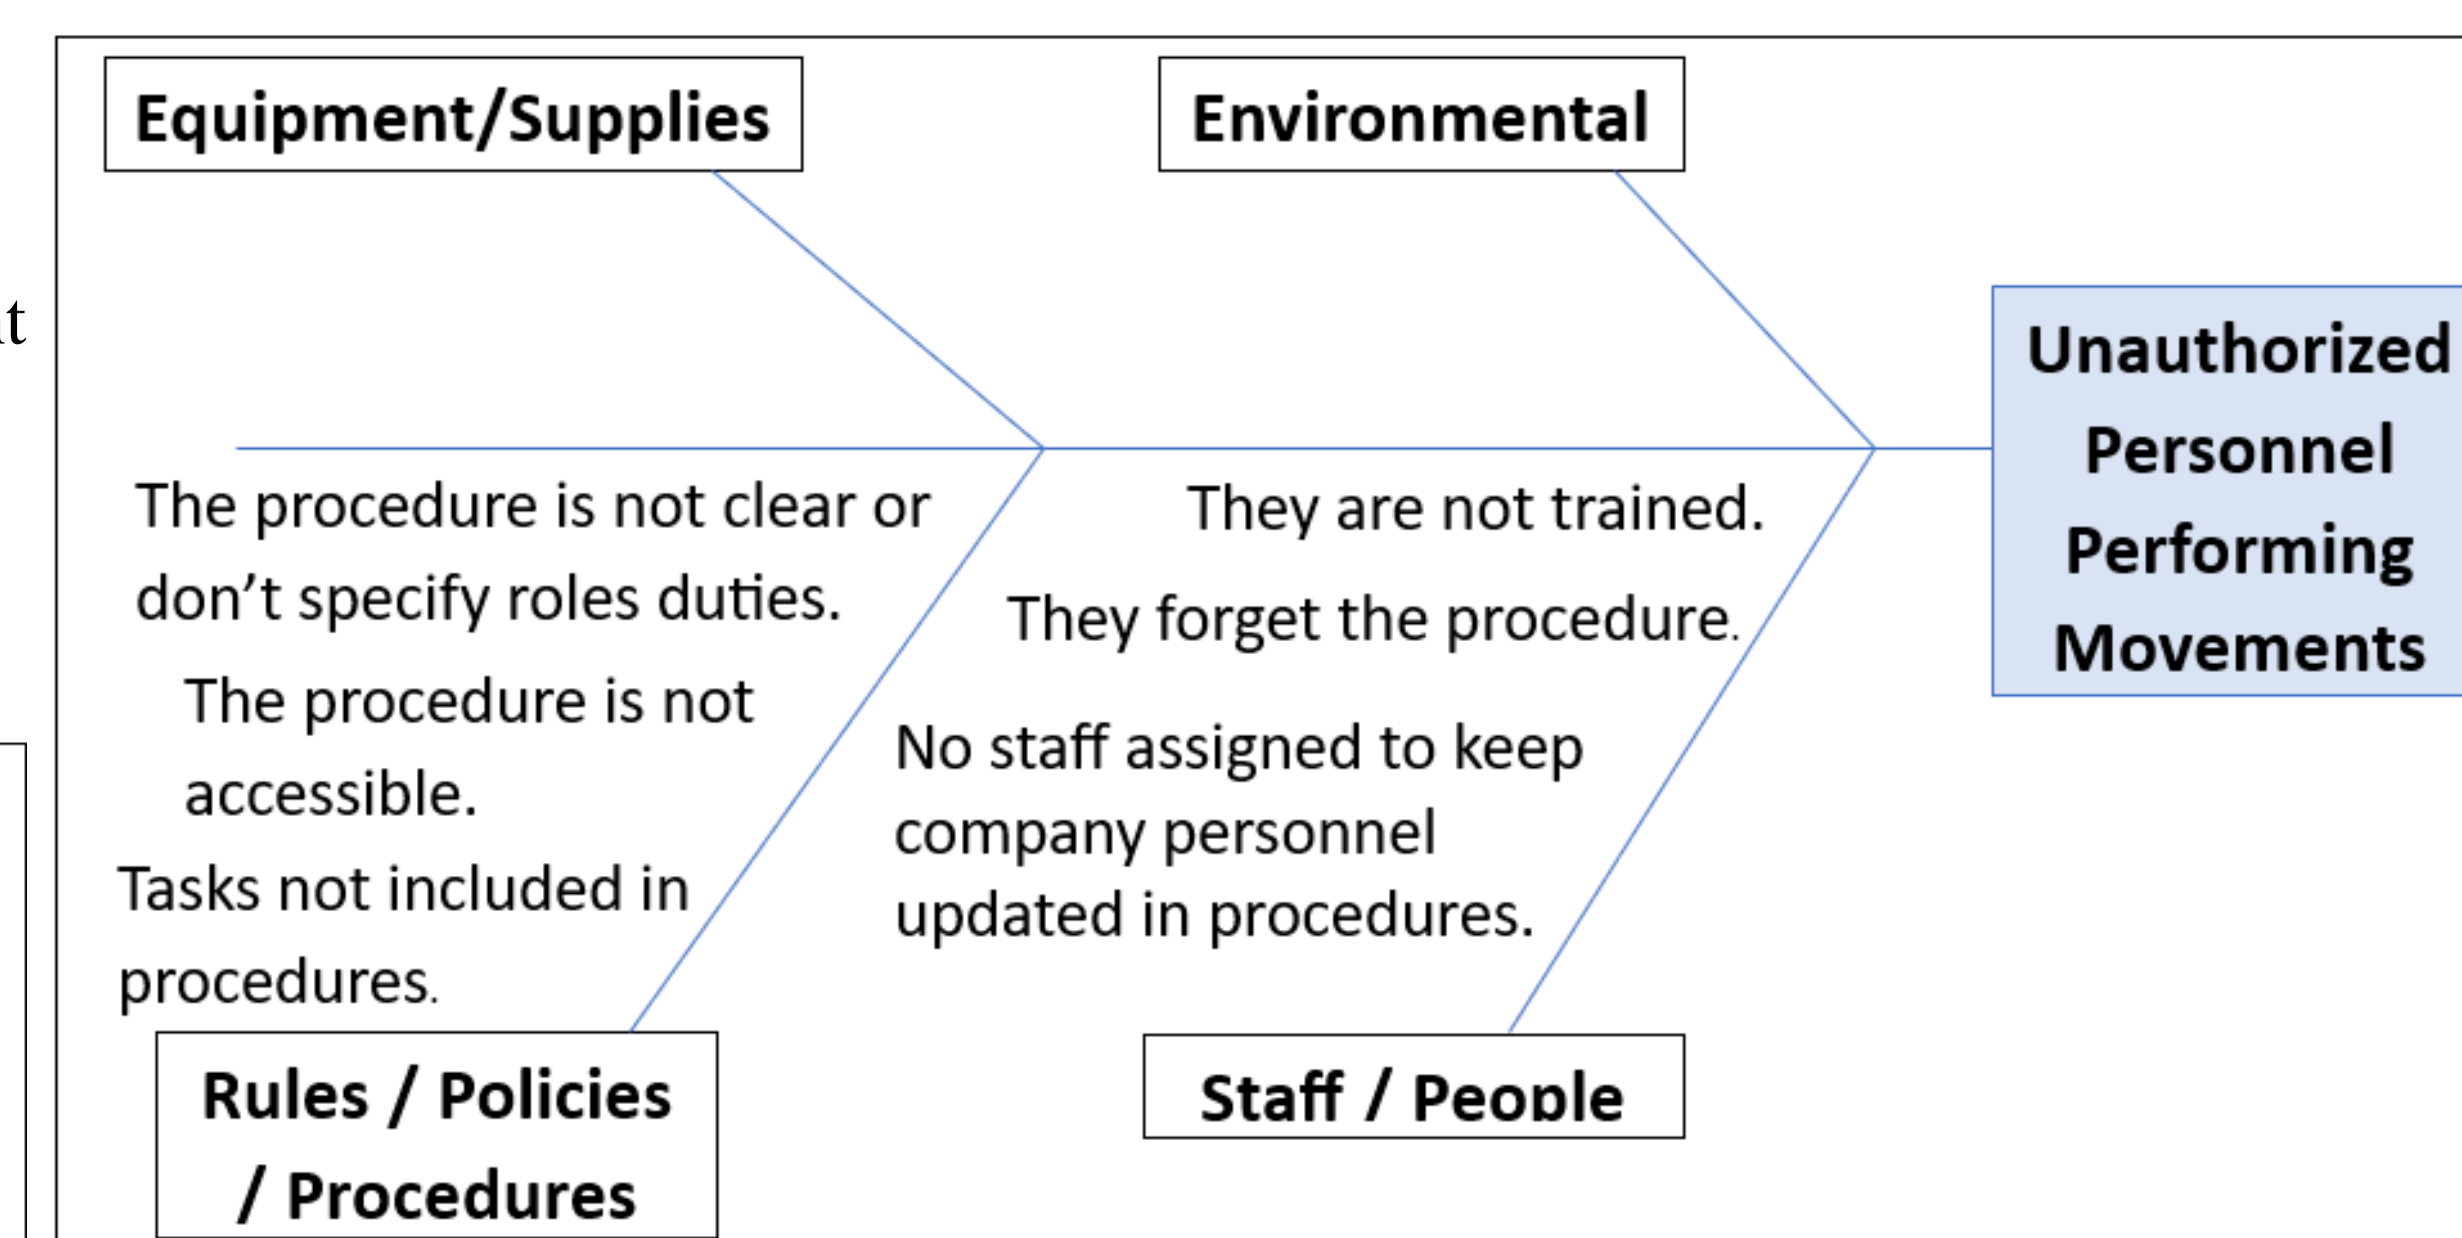 Equipment/Supplies
Environmental
Unauthorized
Personnel
Performing
Movements
The procedure is not clear or
don’t specify roles duties.
The procedure is not
accessible.
Tasks not included in
procedures.
They are not trained.
They forget the procedure.
No staff assigned to keep
company personnel
updated in procedures.
Rules / Policies
/ Procedures
Staff / People